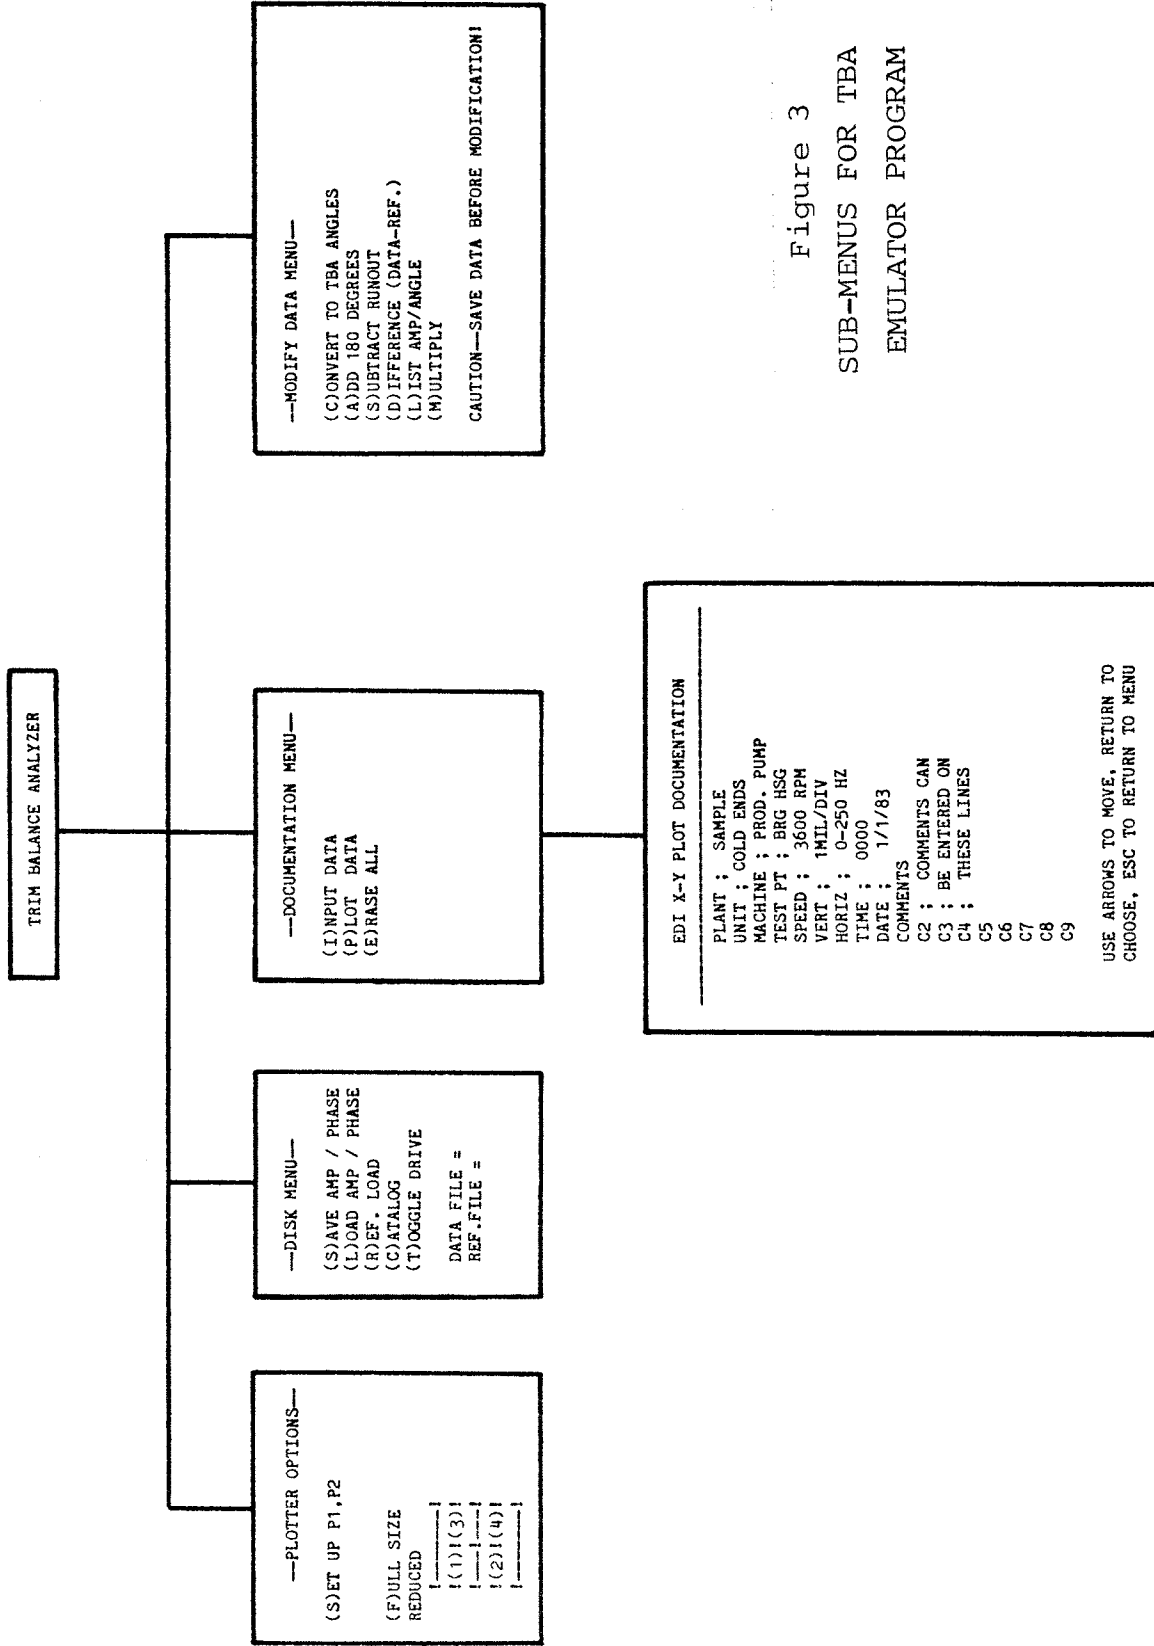 TRIM BALANCE ANALYZER
—PLOTTER OPTIONS—
(S)ET UP P1,P2
(F)ULL SIZE
REDUCED
!-------!
!(1)!(3)!
!---!---!
!(2)!(4)!
!-------!
—DISK MENU—
(S)AVE AMP / PHASE
(L)OAD AMP / PHASE
(R)EF. LOAD
(C)ATALOG
(T)OGGLE DRIVE
DATA FILE =
REF.FILE =
—DOCUMENTATION MENU—
(I)NPUT DATA
(P)LOT DATA
(E)RASE ALL
—MODIFY DATA MENU—
(C)ONVERT TO TBA ANGLES
(A)DD 180 DEGREES
(S)UBTRACT RUNOUT
(D)IFFERENCE (DATA-REF.)
(L)IST AMP/ANGLE
(M)ULTIPLY
CAUTION—SAVE DATA BEFORE MODIFICATION!
EDI X-Y PLOT DOCUMENTATION
PLANT ; SAMPLE
UNIT ; COLD ENDS
MACHINE ; PROD. PUMP
TEST PT ; BRG HSG
SPEED ; 3600 RPM
VERT ; 1MIL/DIV
HORIZ ; 0-250 HZ
TIME ; 0000
DATE ; 1/1/83
COMMENTS
C2 ; COMMENTS CAN
C3 ; BE ENTERED ON
C4 ; THESE LINES
C5
C6
C7
C8
C9
USE ARROWS TO MOVE, RETURN TO
CHOOSE, ESC TO RETURN TO MENU
Figure 3
SUB-MENUS FOR TBA
EMULATOR PROGRAM